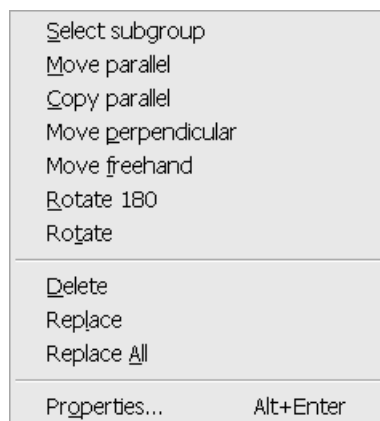 Select subgroup
Move parallel
Copy parallel
Move perpendicular
Move freehand
Rotate 180
Rotate
Delete
Replace
Replace All
Properties... Alt+Enter